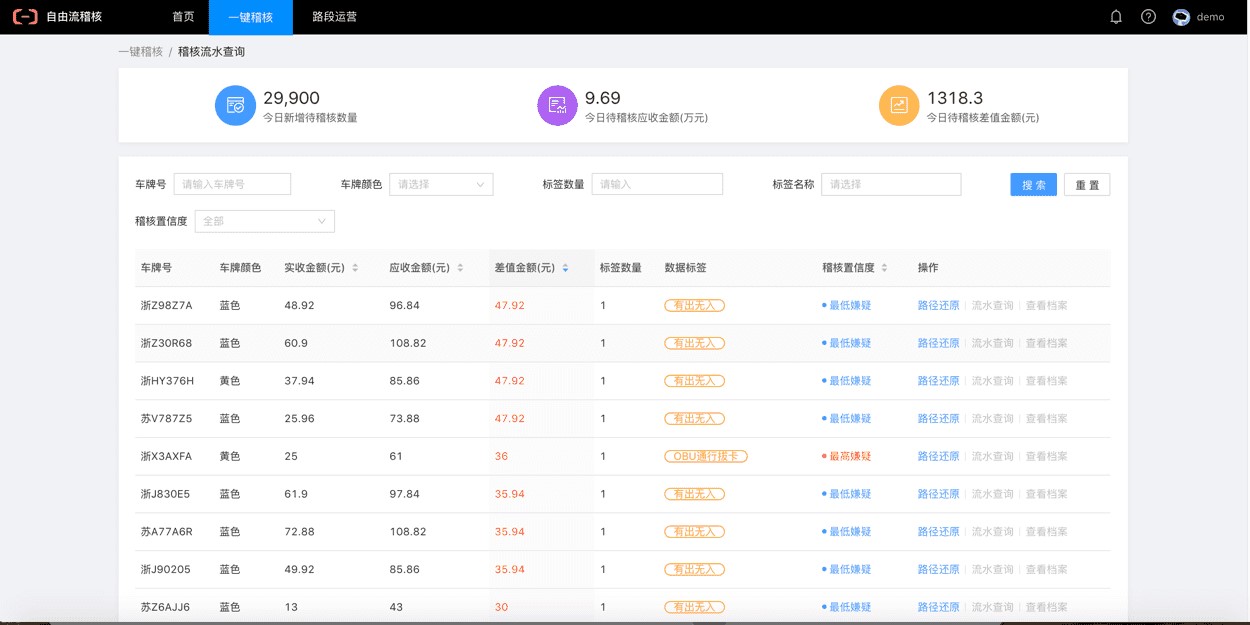 自由流稽核 首页 一键稽核 路段运营 demo
一键稽核 / 稽核流水查询
29,900 9.69 1318.3
今日新增待稽核数量 今日待稽核应收金额(万元) 今日待稽核差值金额(元)
车牌号 请输入车牌号 车牌颜色 请选择 标签数量 请输入 标签名称 请选择 搜 索 重 置
稽核置信度 全部
车牌号 车牌颜色 实收金额(元) 应收金额(元) 差值金额(元) 标签数量 数据标签 稽核置信度 操作
浙Z98Z7A 蓝色 48.92 96.84 47.92 1 有出无入 最低嫌疑 路径还原 流水查询 查看档案
浙Z30R68 蓝色 60.9 108.82 47.92 1 有出无入 最低嫌疑 路径还原 流水查询 查看档案
浙HY376H 黄色 37.94 85.86 47.92 1 有出无入 最低嫌疑 路径还原 流水查询 查看档案
苏V787Z5 蓝色 25.96 73.88 47.92 1 有出无入 最低嫌疑 路径还原 流水查询 查看档案
浙X3AXFA 黄色 25 61 36 1 OBU通行拔卡 最高嫌疑 路径还原 流水查询 查看档案
浙J830E5 蓝色 61.9 97.84 35.94 1 有出无入 最低嫌疑 路径还原 流水查询 查看档案
苏A77A6R 蓝色 72.88 108.82 35.94 1 有出无入 最低嫌疑 路径还原 流水查询 查看档案
浙J90205 蓝色 49.92 85.86 35.94 1 有出无入 最低嫌疑 路径还原 流水查询 查看档案
苏Z6AJJ6 蓝色 13 43 30 1 有出无入 最低嫌疑 路径还原 流水查询 查看档案